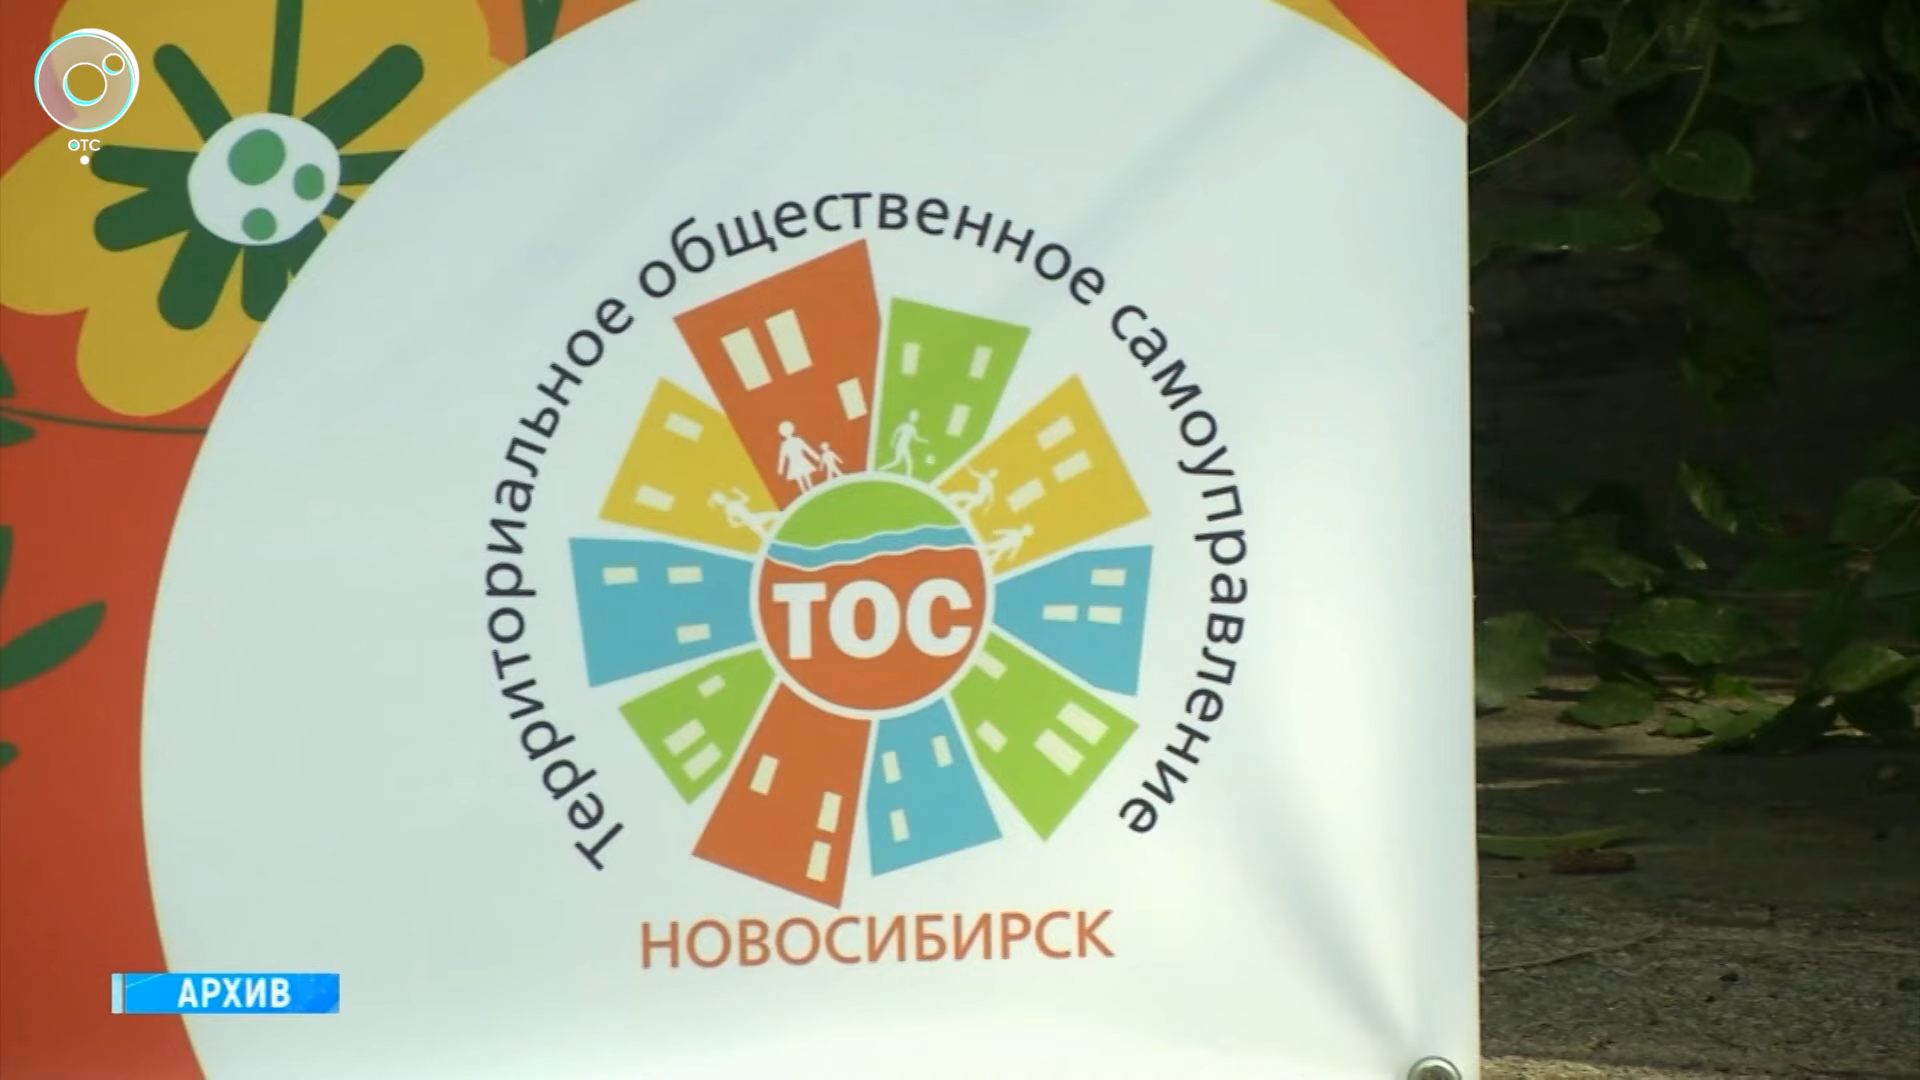 ОТС
Территориальное общественное самоуправление
ТОС
НОВОСИБИРСК
АРХИВ